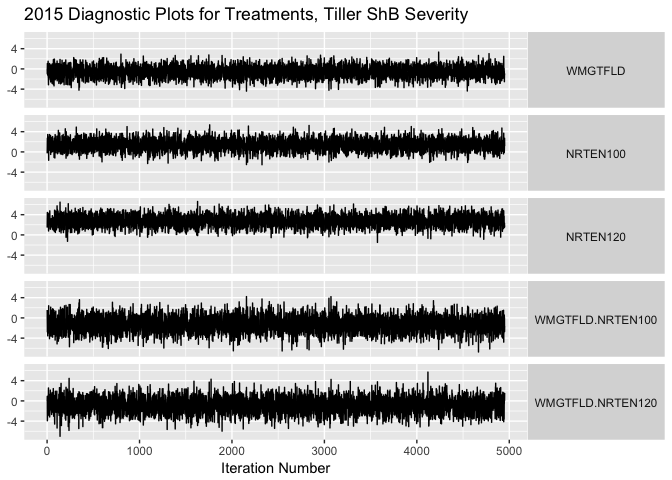 2015 Diagnostic Plots for Treatments, Tiller ShB Severity
4
0
-4
WMGTFLD
4
0
-4
NRTEN100
4
0
-4
NRTEN120
4
0
-4
WMGTFLD.NRTEN100
4
0
-4
WMGTFLD.NRTEN120
0 1000 2000 3000 4000 5000
Iteration Number